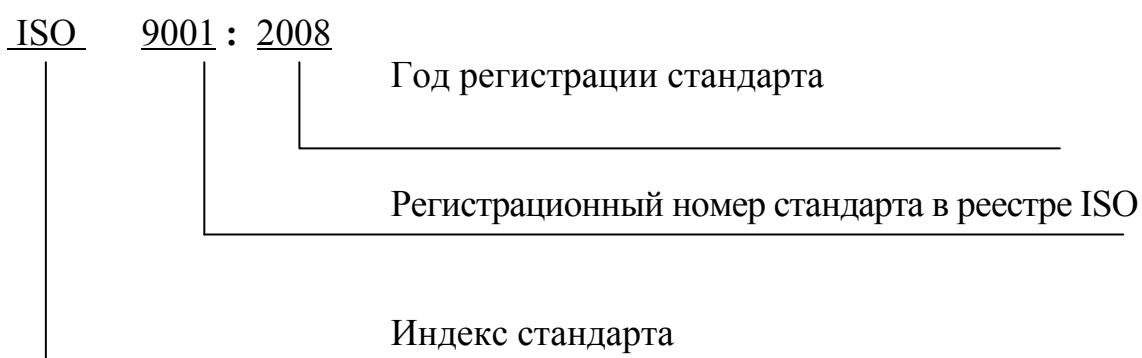 ISO 9001 : 2008
Год регистрации стандарта
Регистрационный номер стандарта в реестре ISO
Индекс стандарта